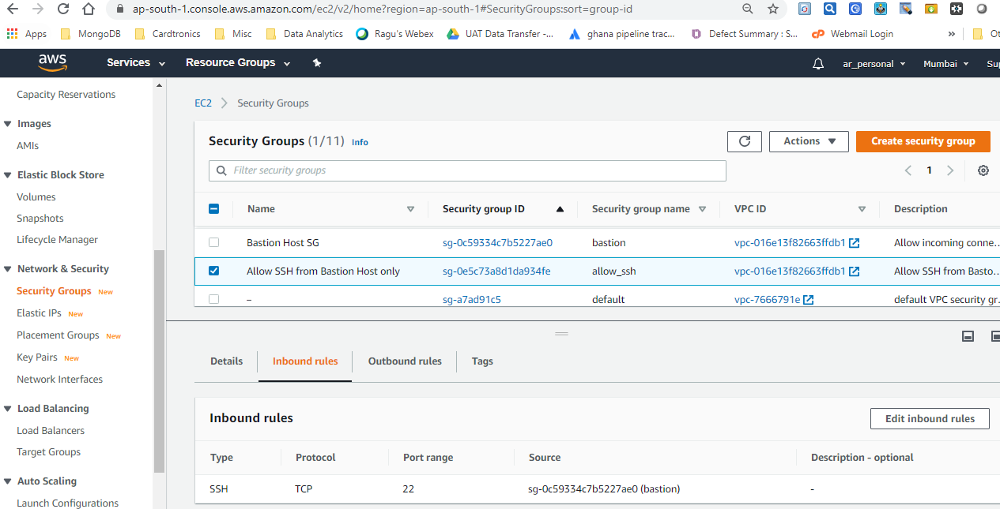 ap-south-1.console.aws.amazon.com/ec2/v2/home?region=ap-south-1#SecurityGroups:sort=group-id
Apps MongoDB Cardtronics Misc Data Analytics Ragu's Webex UAT Data Transfer -... ghana pipeline trac... Defect Summary : S... cP Webmail Login » Ot
aws Services Resource Groups ar_personal Mumbai Sup
Capacity Reservations
Images
AMIs
Elastic Block Store
Volumes
Snapshots
Lifecycle Manager
Network & Security
Security Groups New
Elastic IPs New
Placement Groups New
Key Pairs New
Network Interfaces
Load Balancing
Load Balancers
Target Groups
Auto Scaling
Launch Configurations
EC2 > Security Groups
Security Groups (1/11) Info Actions Create security group
Filter security groups 1
Name Security group ID Security group name VPC ID Description
Bastion Host SG sg-0c59334c7b5227ae0 bastion vpc-016e13f82663ffdb1 Allow incoming conne...
Allow SSH from Bastion Host only sg-0e5c73a8d1da934fe allow_ssh vpc-016e13f82663ffdb1 Allow SSH from Basto...
– sg-a7ad91c5 default vpc-7666791e default VPC security gr...
Details Inbound rules Outbound rules Tags
Inbound rules Edit inbound rules
Type Protocol Port range Source Description - optional
SSH TCP 22 sg-0c59334c7b5227ae0 (bastion) -